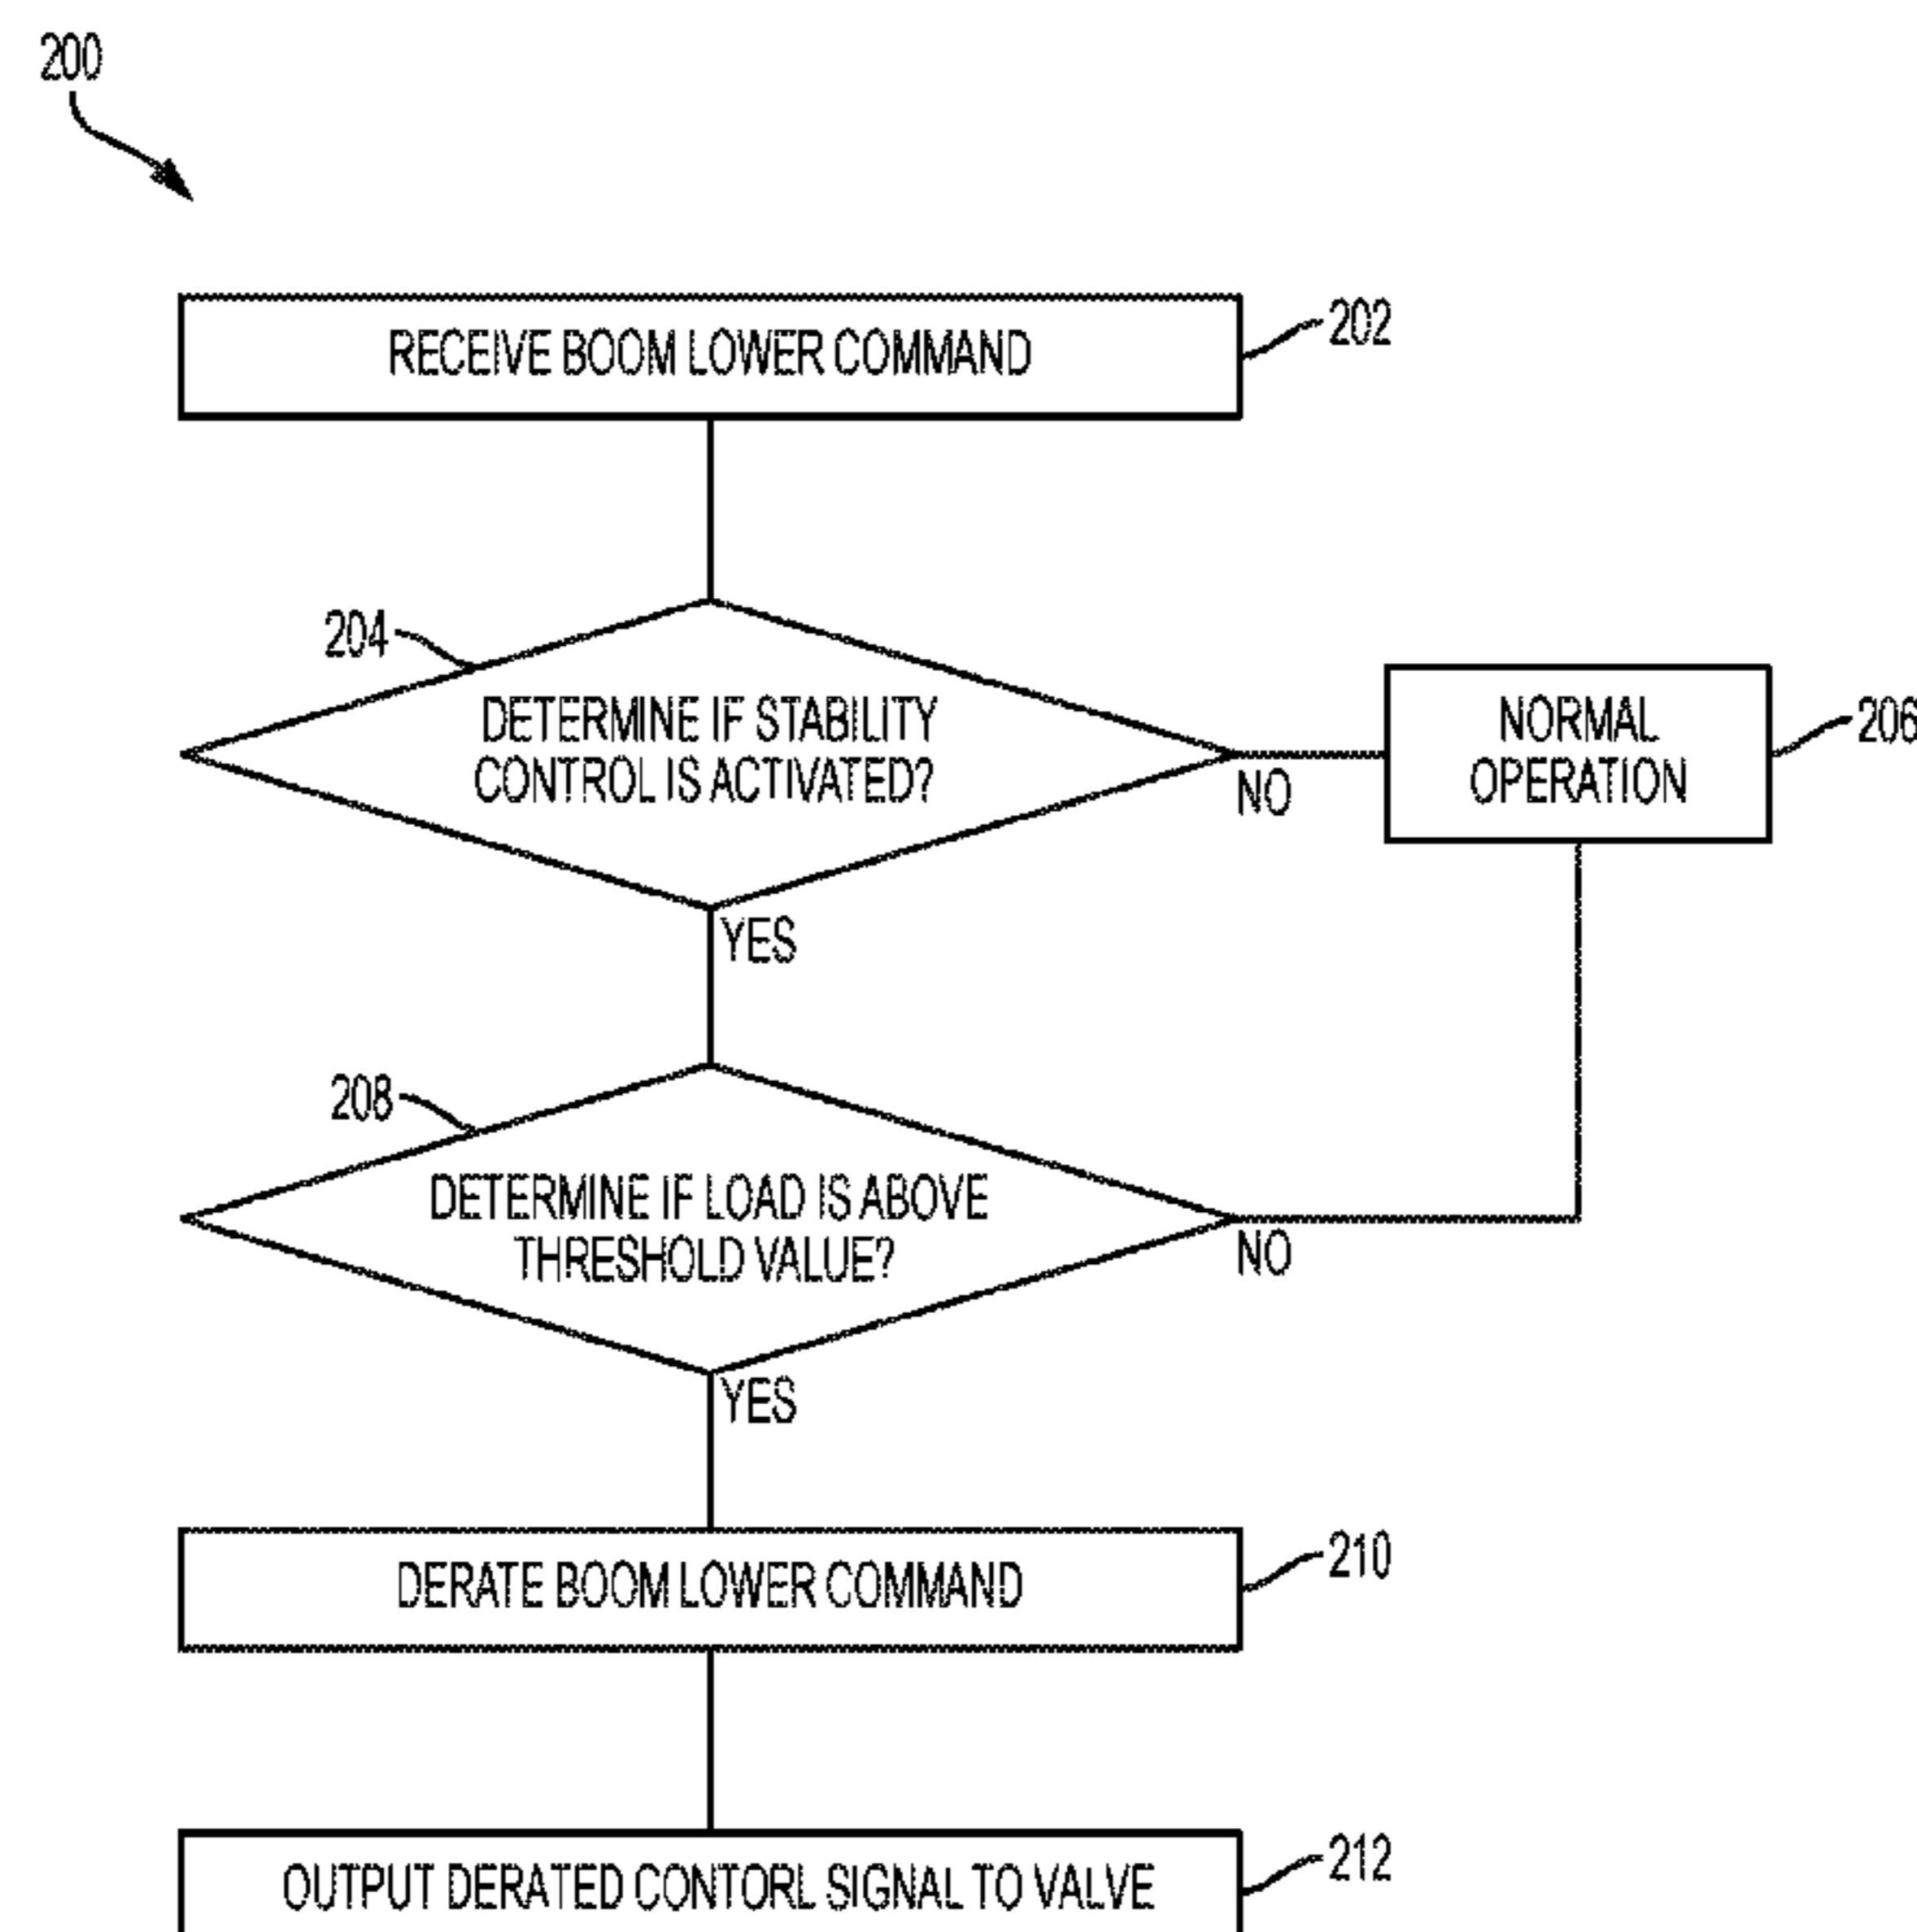 200
RECEIVE BOOM LOWER COMMAND
202
204
DETERMINE IF STABILITY
CONTROL IS ACTIVATED?
NO
NORMAL
OPERATION
206
YES
208
DETERMINE IF LOAD IS ABOVE
THRESHOLD VALUE?
NO
YES
DERATE BOOM LOWER COMMAND
210
OUTPUT DERATED CONTORL SIGNAL TO VALVE
212